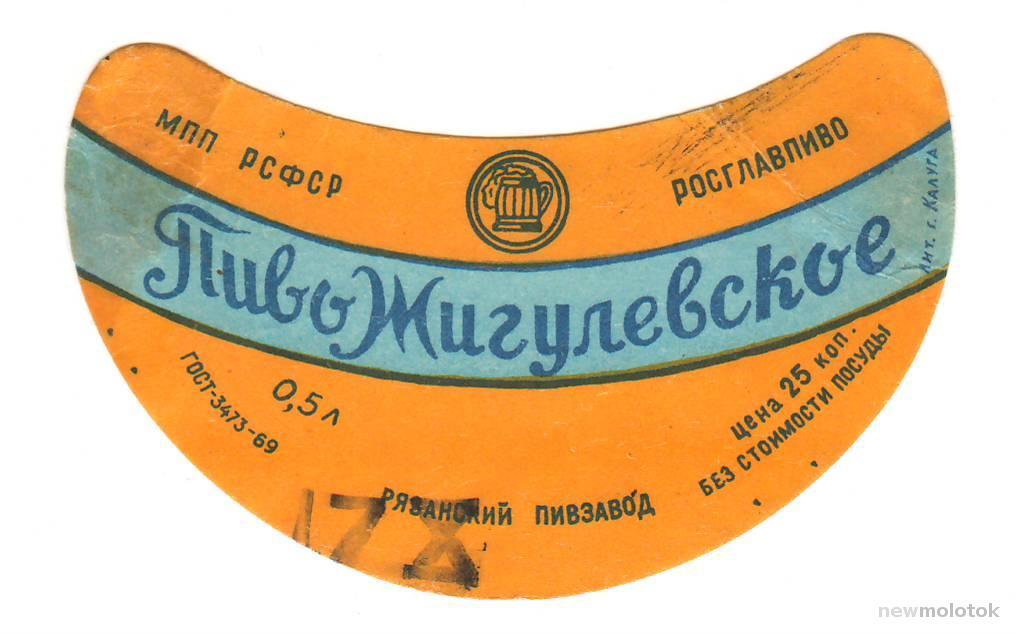 МПП РСФСР
РОСГЛАВПИВО
Пиво Жигулевское
Лит. г. Калуга
ГОСТ-3473-69
0,5 л
цена 25 коп.
БЕЗ СТОИМОСТИ ПОСУДЫ
РЯЗАНСКИЙ ПИВЗАВОД
newmolotok